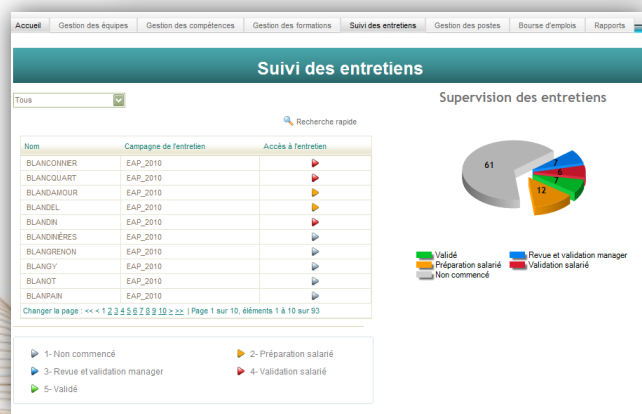 Accueil Gestion des équipes Gestion des compétences Gestion des formations Suivi des entretiens Gestion des postes Bourse d'emplois Rapports
Suivi des entretiens
Tous
Recherche rapide
Nom Campagne de l'entretien Accès à l'entretien
BLANCONNIER EAP_2010
BLANCQUART EAP_2010
BLANDAMOUR EAP_2010
BLANDEL EAP_2010
BLANDIN EAP_2010
BLANDINÉRES EAP_2010
BLANGRENON EAP_2010
BLANGY EAP_2010
BLANOT EAP_2010
BLANPAIN EAP_2010
Changer la page : << < 1 2 3 4 5 6 7 8 9 10 > >> | Page 1 sur 10, éléments 1 à 10 sur 93
1- Non commencé
2- Préparation salarié
3- Revue et validation manager
4- Validation salarié
5- Validé
Supervision des entretiens
61
7
6
7
12
Validé
Revue et validation manager
Préparation salarié
Validation salarié
Non commencé